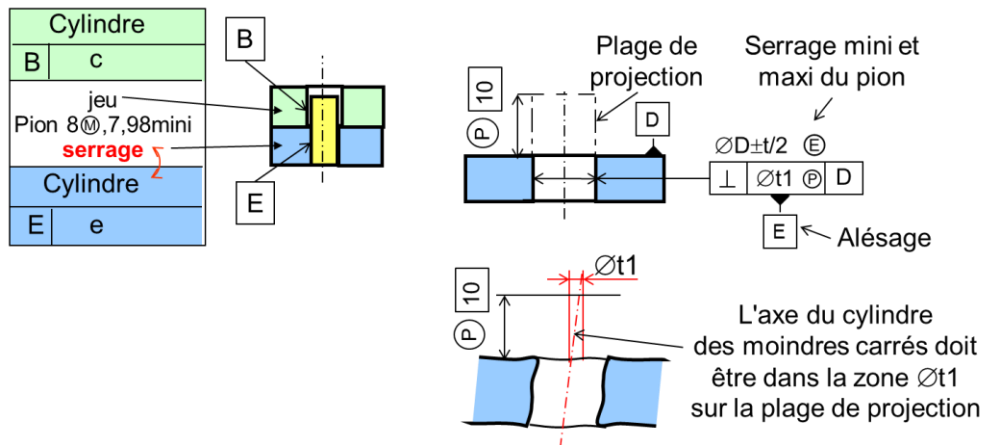 Cylindre
B c
jeu
Pion 8Ⓜ,7,98mini
serrage
Cylindre
E e
B
E
Plage de
projection
Serrage mini et
maxi du pion
Ⓟ 10
D
∅D±t/2 Ⓔ
⊥ ∅t1 Ⓟ D
E
Alésage
∅t1
Ⓟ 10
L'axe du cylindre
des moindres carrés doit
être dans la zone ∅t1
sur la plage de projection